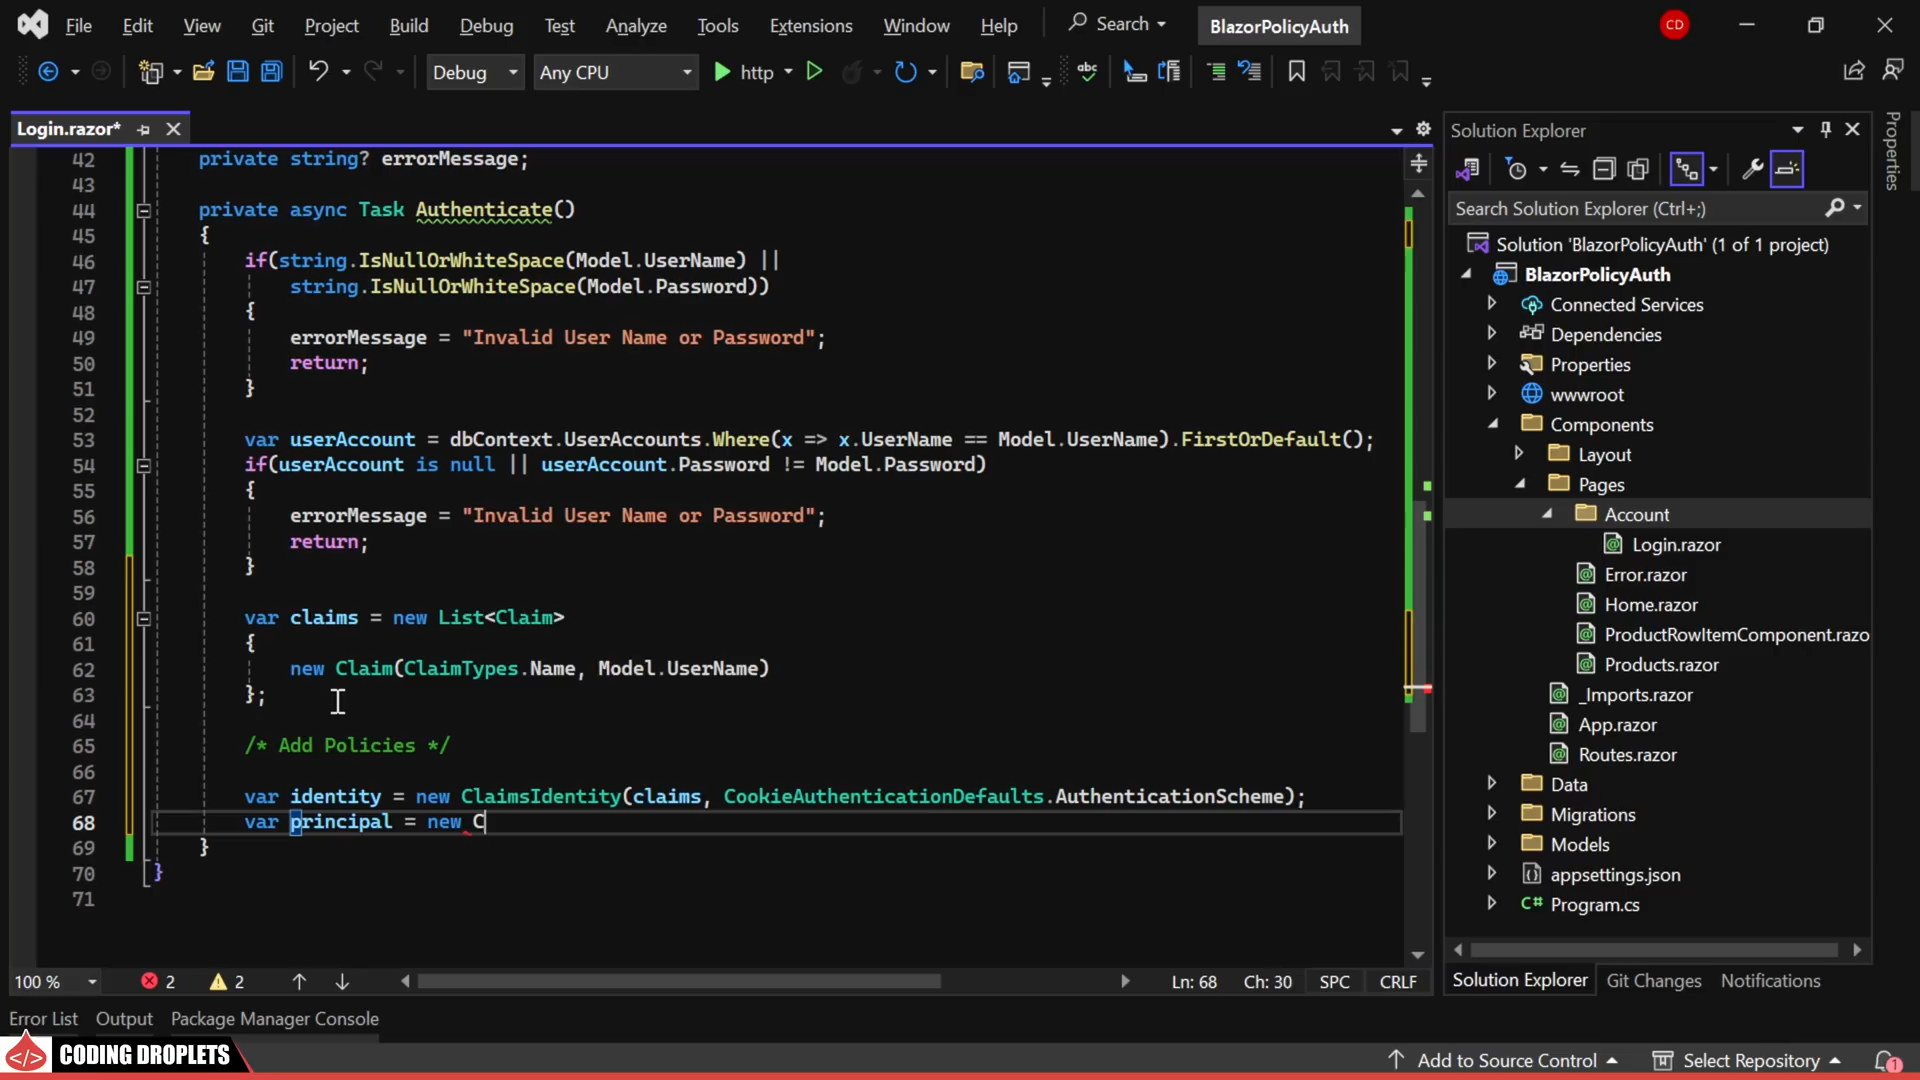 File Edit View Git Project Build Debug Test Analyze Tools Extensions Window Help Search BlazorPolicyAuth CD
Debug Any CPU http abc
Login.razor*
42 private string? errorMessage;
43
44 private async Task Authenticate()
45 {
46 if(string.IsNullOrWhiteSpace(Model.UserName) ||
47 string.IsNullOrWhiteSpace(Model.Password))
48 {
49 errorMessage = "Invalid User Name or Password";
50 return;
51 }
52
53 var userAccount = dbContext.UserAccounts.Where(x => x.UserName == Model.UserName).FirstOrDefault();
54 if(userAccount is null || userAccount.Password != Model.Password)
55 {
56 errorMessage = "Invalid User Name or Password";
57 return;
58 }
59
60 var claims = new List<Claim>
61 {
62 new Claim(ClaimTypes.Name, Model.UserName)
63 };
64
65 /* Add Policies */
66
67 var identity = new ClaimsIdentity(claims, CookieAuthenticationDefaults.AuthenticationScheme);
68 var principal = new C
69 }
70 }
71
100 % 2 2 Ln: 68 Ch: 30 SPC CRLF
Solution Explorer
Search Solution Explorer (Ctrl+;)
Solution 'BlazorPolicyAuth' (1 of 1 project)
BlazorPolicyAuth
Connected Services
Dependencies
Properties
wwwroot
Components
Layout
Pages
Account
Login.razor
Error.razor
Home.razor
ProductRowItemComponent.razo
Products.razor
_Imports.razor
App.razor
Routes.razor
Data
Migrations
Models
appsettings.json
C# Program.cs
Solution Explorer Git Changes Notifications
Properties
Error List Output Package Manager Console
</> CODING DROPLETS
Add to Source Control Select Repository 1